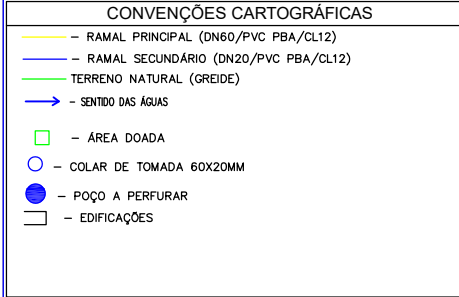 CONVENÇÕES CARTOGRÁFICAS
– RAMAL PRINCIPAL (DN60/PVC PBA/CL12)
– RAMAL SECUNDÁRIO (DN20/PVC PBA/CL12)
TERRENO NATURAL (GREIDE)
– SENTIDO DAS ÁGUAS
– ÁREA DOADA
– COLAR DE TOMADA 60X20MM
– POÇO A PERFURAR
– EDIFICAÇÕES